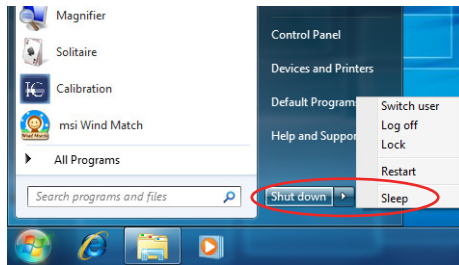 Magnifier
Solitaire
Calibration
msi Wind Match
All Programs
Search programs and files
Control Panel
Devices and Printers
Default Program
Help and Suppor
Shut down
Switch user
Log off
Lock
Restart
Sleep